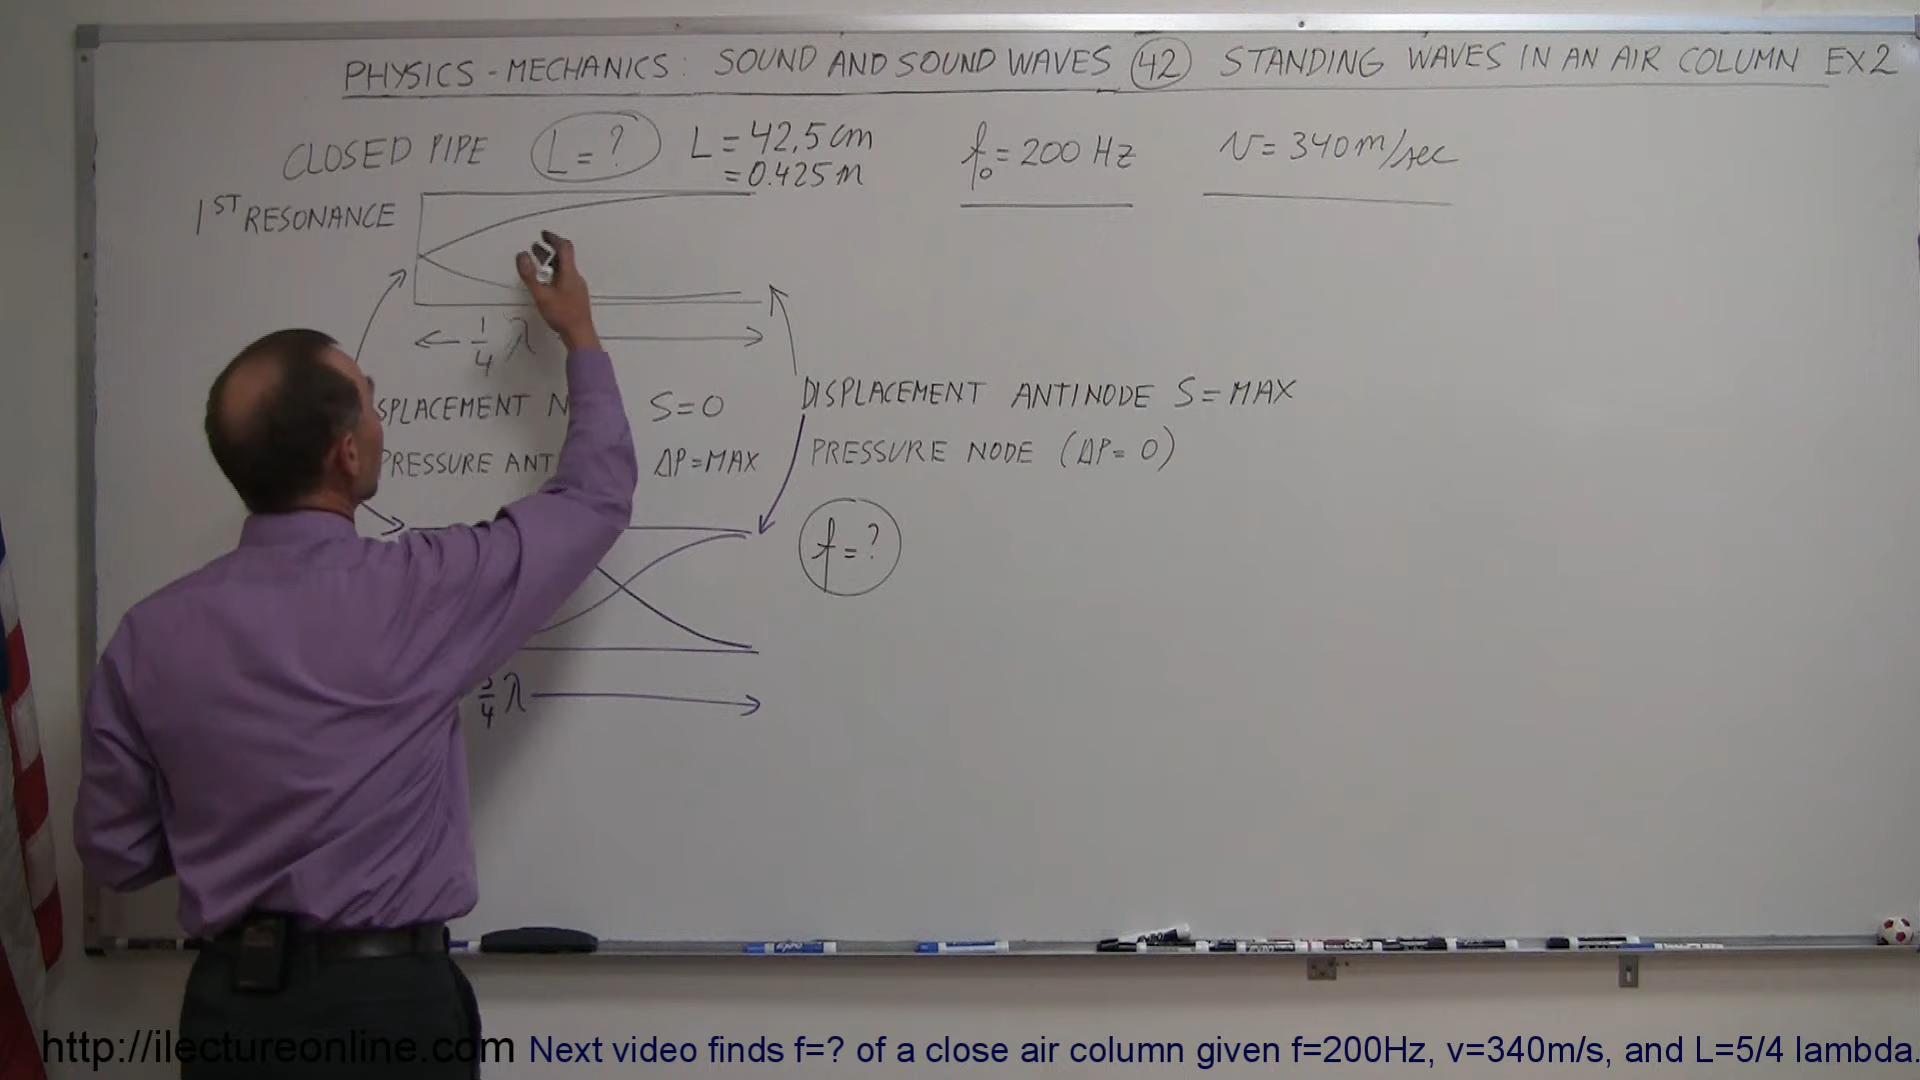 PHYSICS - MECHANICS: SOUND AND SOUND WAVES 42 STANDING WAVES IN AN AIR COLUMN EX 2
CLOSED PIPE L = ? L = 42,5 cm f₀ = 200 Hz v = 340 m/sec
= 0.425 m
1ST RESONANCE
← 1/4 λ →
SPLACEMENT N S = 0 DISPLACEMENT ANTINODE S = MAX
PRESSURE ANT ΔP = MAX PRESSURE NODE (ΔP = 0)
f = ?
/4 λ →
http://ilectureonline.com Next video finds f=? of a close air column given f=200Hz, v=340m/s, and L=5/4 lambda.